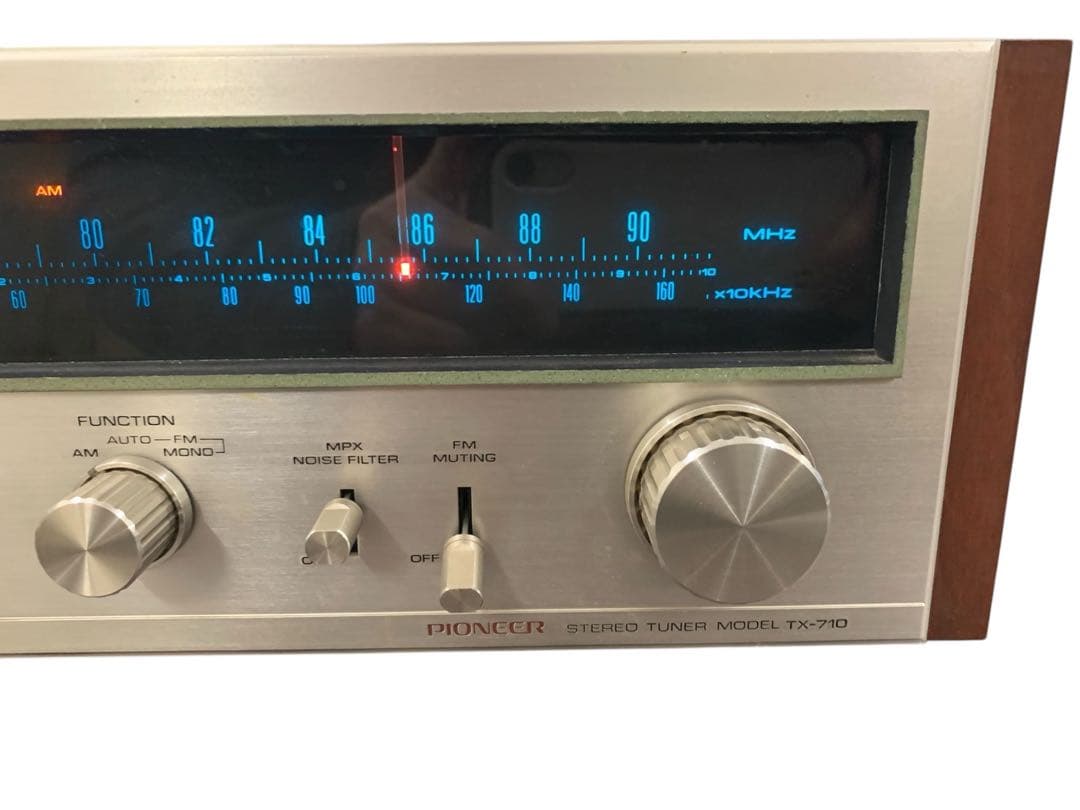 AM
80 82 84 86 88 90 MHz
2 3 4 5 6 7 8 9 10
60 70 80 90 100 120 140 160 x10kHz
FUNCTION
AUTO FM
AM MONO
MPX
NOISE FILTER
FM
MUTING
OFF
PIONEER STEREO TUNER MODEL TX-710